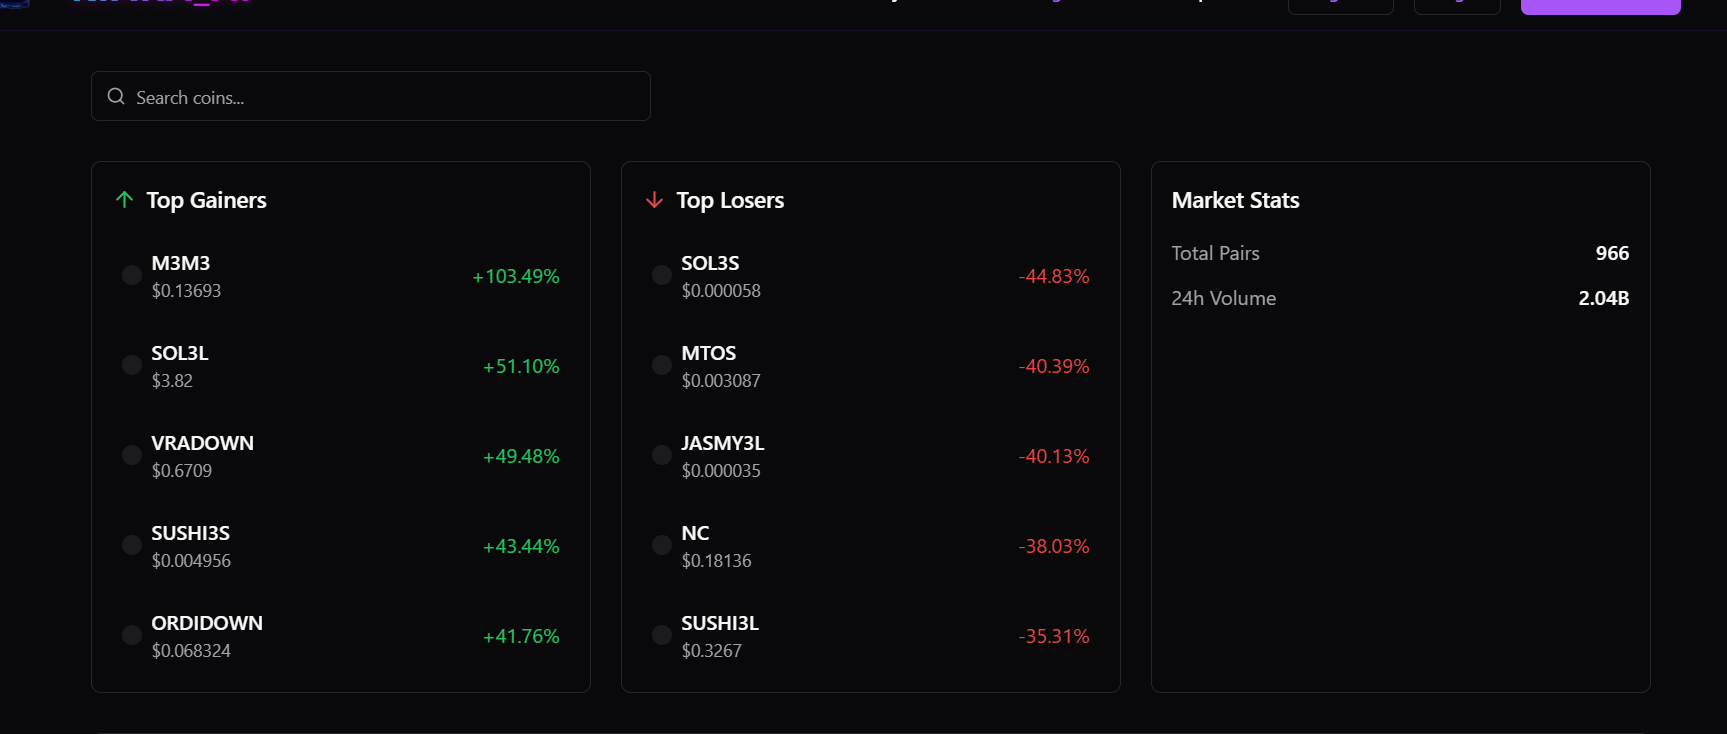 Search coins...
Top Gainers
M3M3
$0.13693
+103.49%
SOL3L
$3.82
+51.10%
VRADOWN
$0.6709
+49.48%
SUSHI3S
$0.004956
+43.44%
ORDIDOWN
$0.068324
+41.76%
Top Losers
SOL3S
$0.000058
-44.83%
MTOS
$0.003087
-40.39%
JASMY3L
$0.000035
-40.13%
NC
$0.18136
-38.03%
SUSHI3L
$0.3267
-35.31%
Market Stats
Total Pairs
966
24h Volume
2.04B